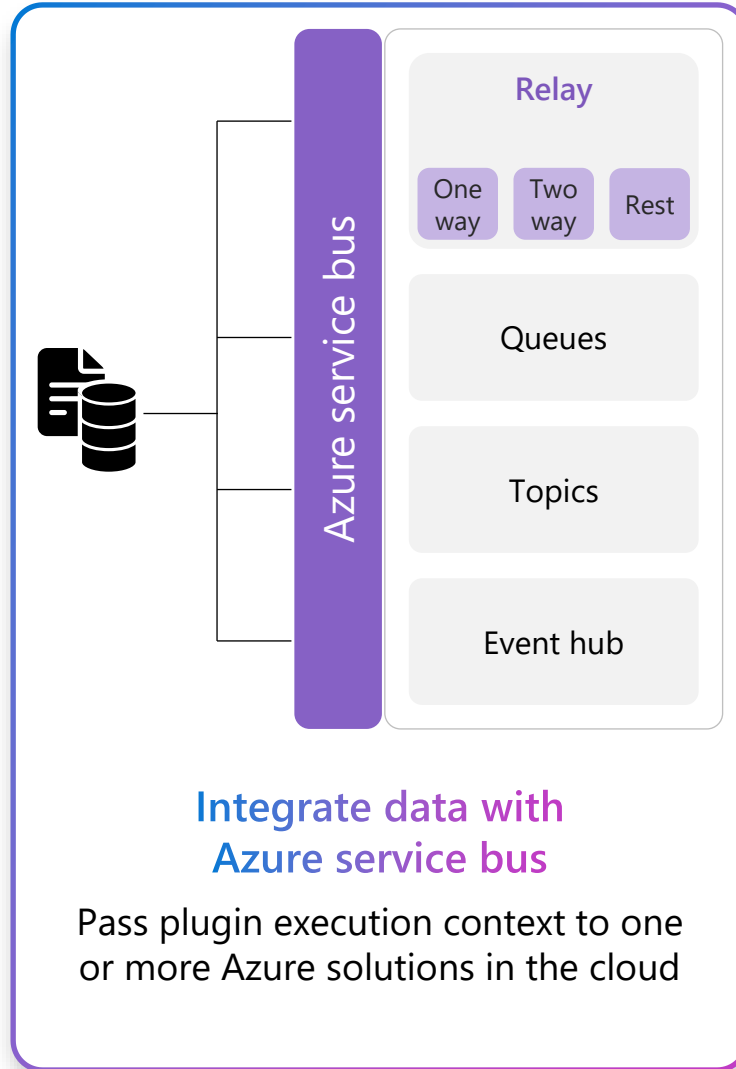 Azure service bus
Relay
One
way
Two
way
Rest
Queues
Topics
Event hub
Integrate data with
Azure service bus
Pass plugin execution context to one
or more Azure solutions in the cloud